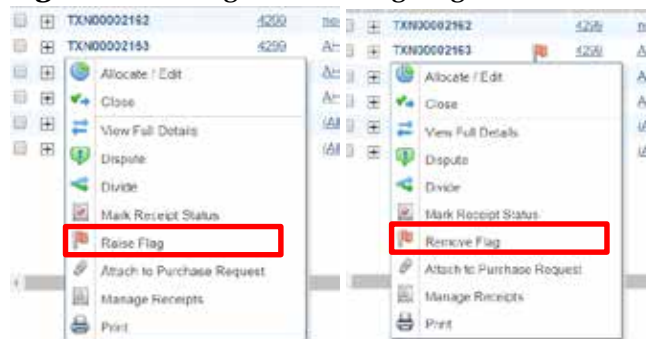 TXN00002162 4299
TXN00002163 4299
Allocate / Edit
Close
View Full Details
Dispute
Divide
Mark Receipt Status
Raise Flag
Attach to Purchase Request
Manage Receipts
Print
TXN00002162 4299
TXN00002163 4299
Allocate / Edit
Close
View Full Details
Dispute
Divide
Mark Receipt Status
Remove Flag
Attach to Purchase Request
Manage Receipts
Print